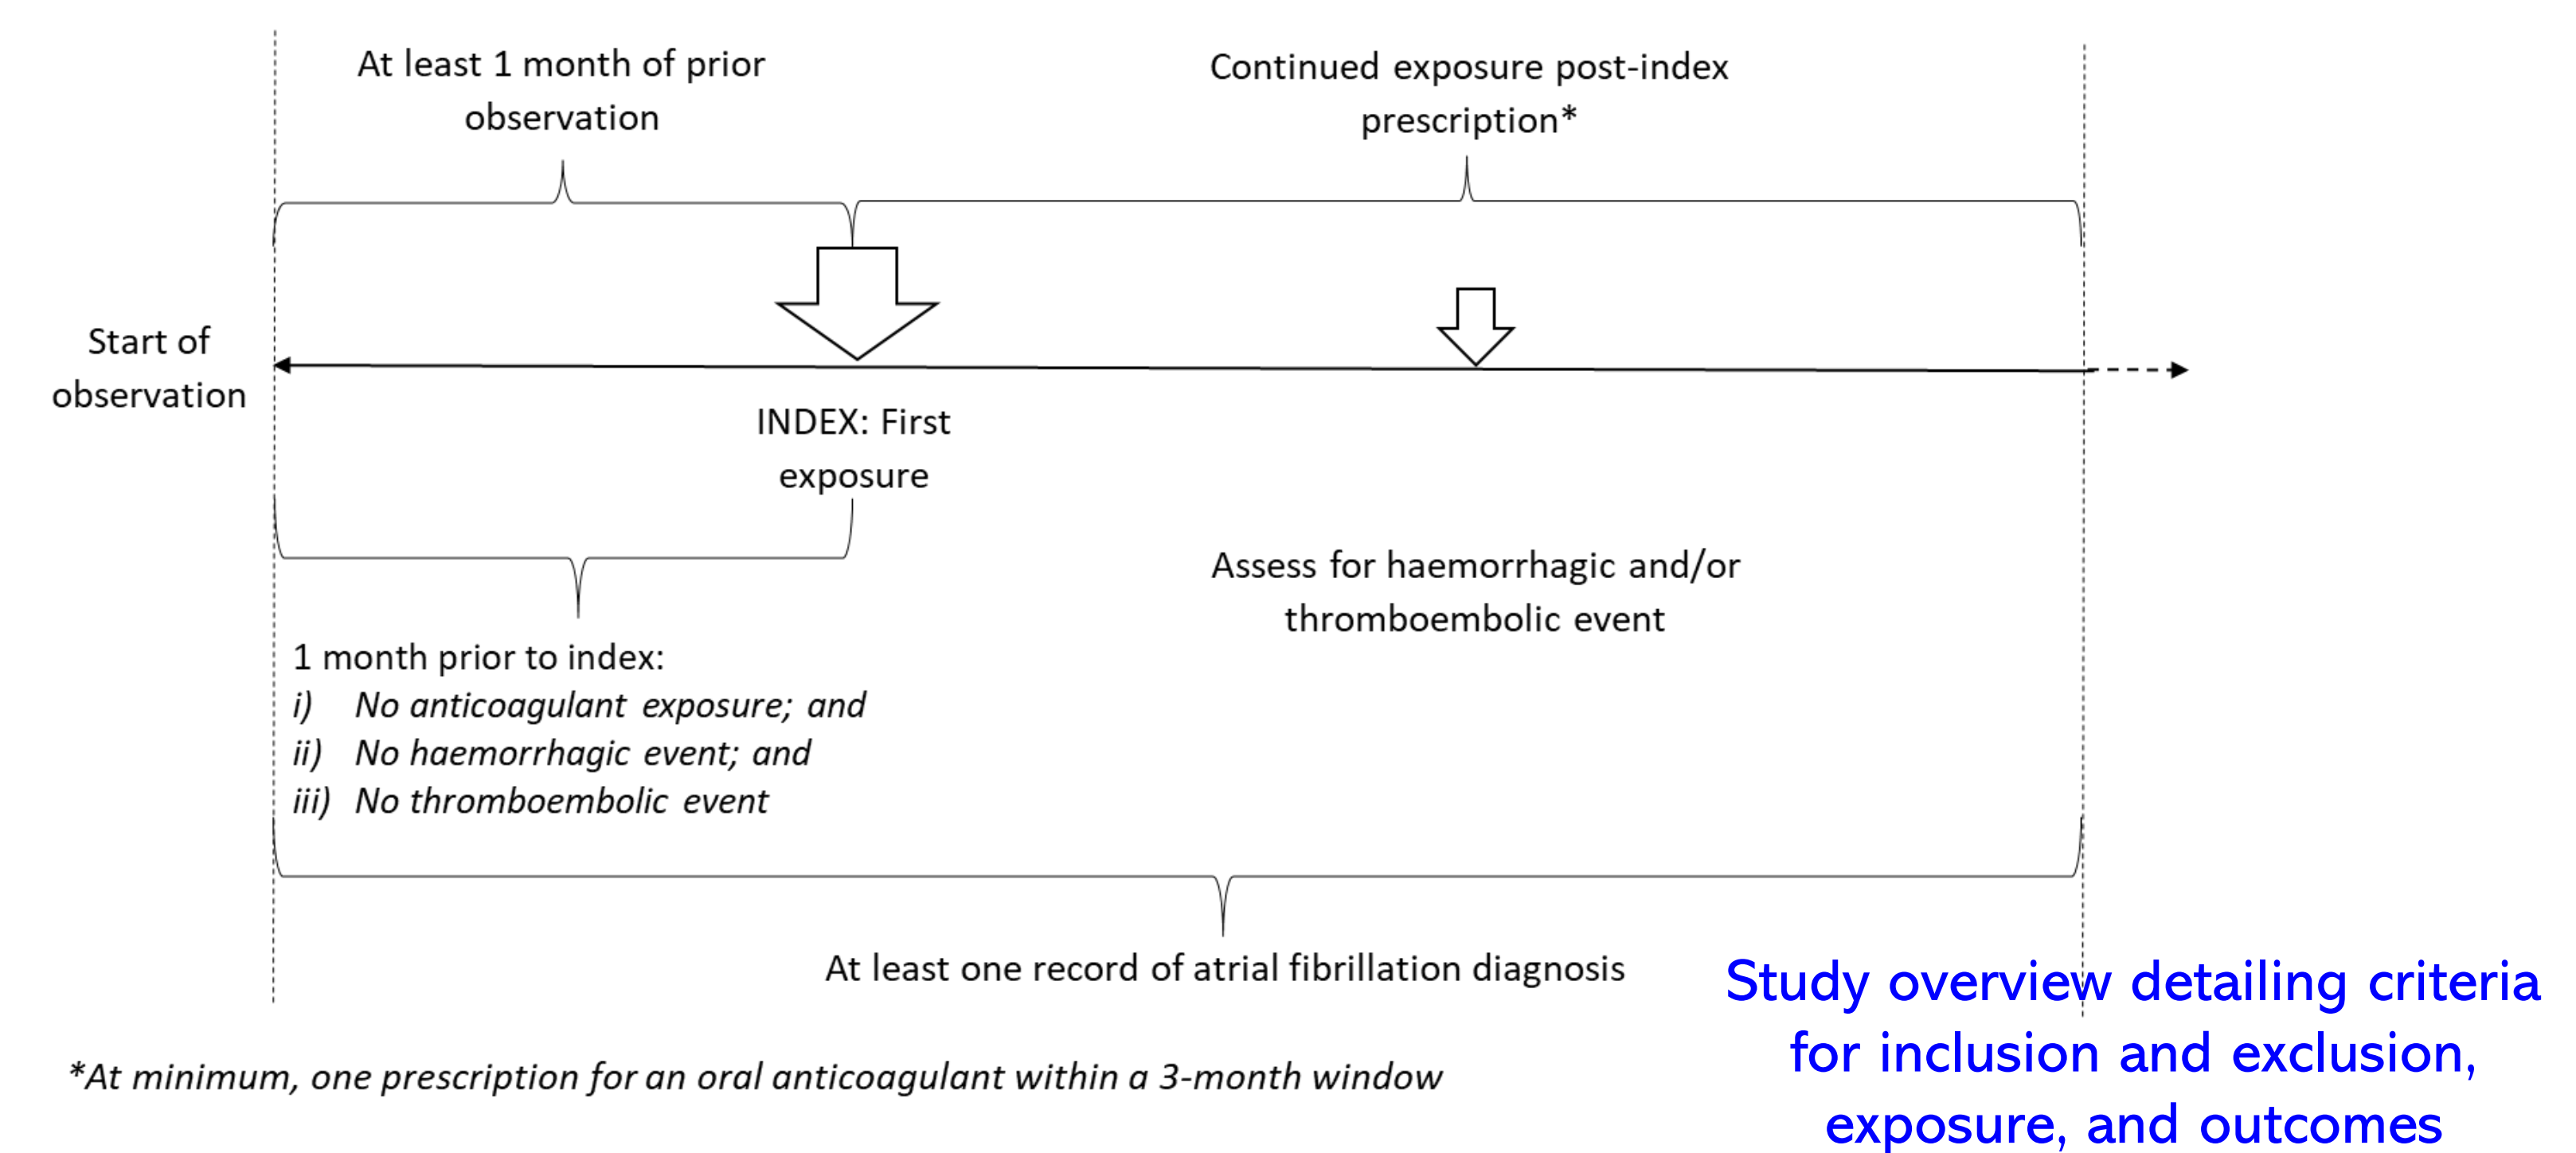 At least 1 month of prior
observation
Continued exposure post-index
prescription*
Start of
observation
INDEX: First
exposure
Assess for haemorrhagic and/or
thromboembolic event
1 month prior to index:
i) No anticoagulant exposure; and
ii) No haemorrhagic event; and
iii) No thromboembolic event
At least one record of atrial fibrillation diagnosis
*At minimum, one prescription for an oral anticoagulant within a 3-month window
Study overview detailing criteria
for inclusion and exclusion,
exposure, and outcomes